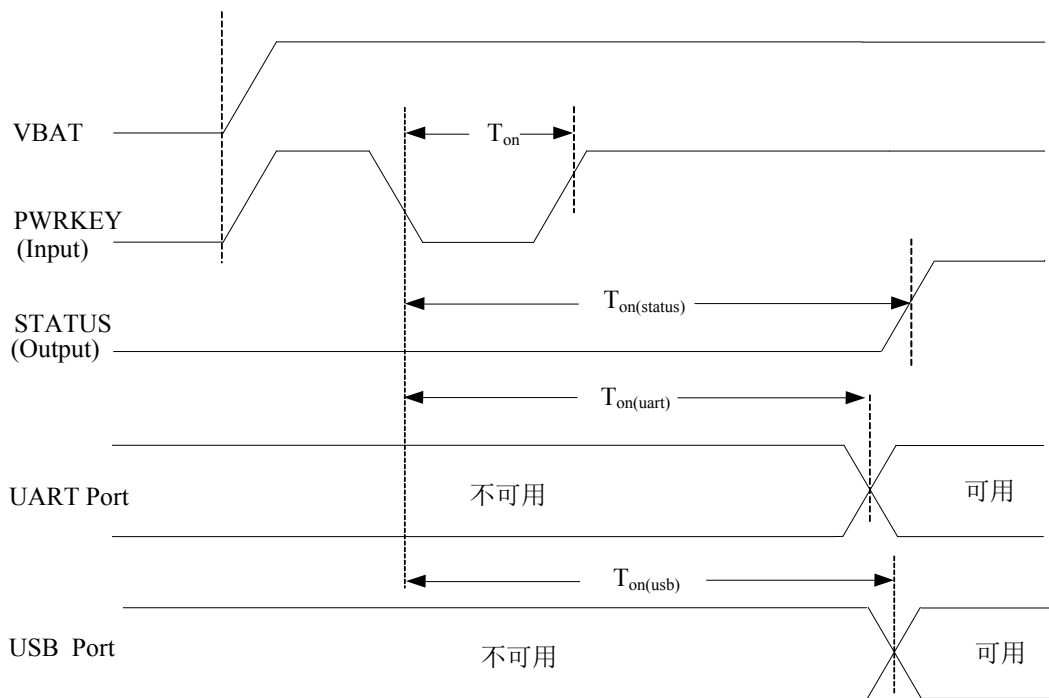 VBAT
Ton
PWRKEY
(Input)
Ton(status)
STATUS
(Output)
Ton(uart)
UART Port
不可用
可用
Ton(usb)
USB Port
不可用
可用